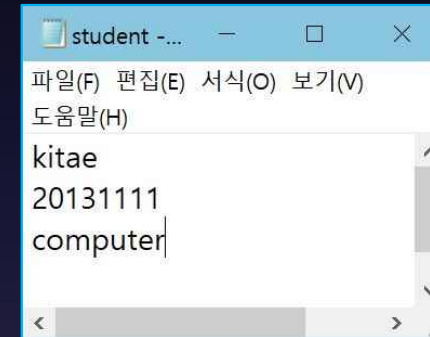 student -...
파일(F) 편집(E) 서식(O) 보기(V)
도움말(H)
kitae
20131111
computer